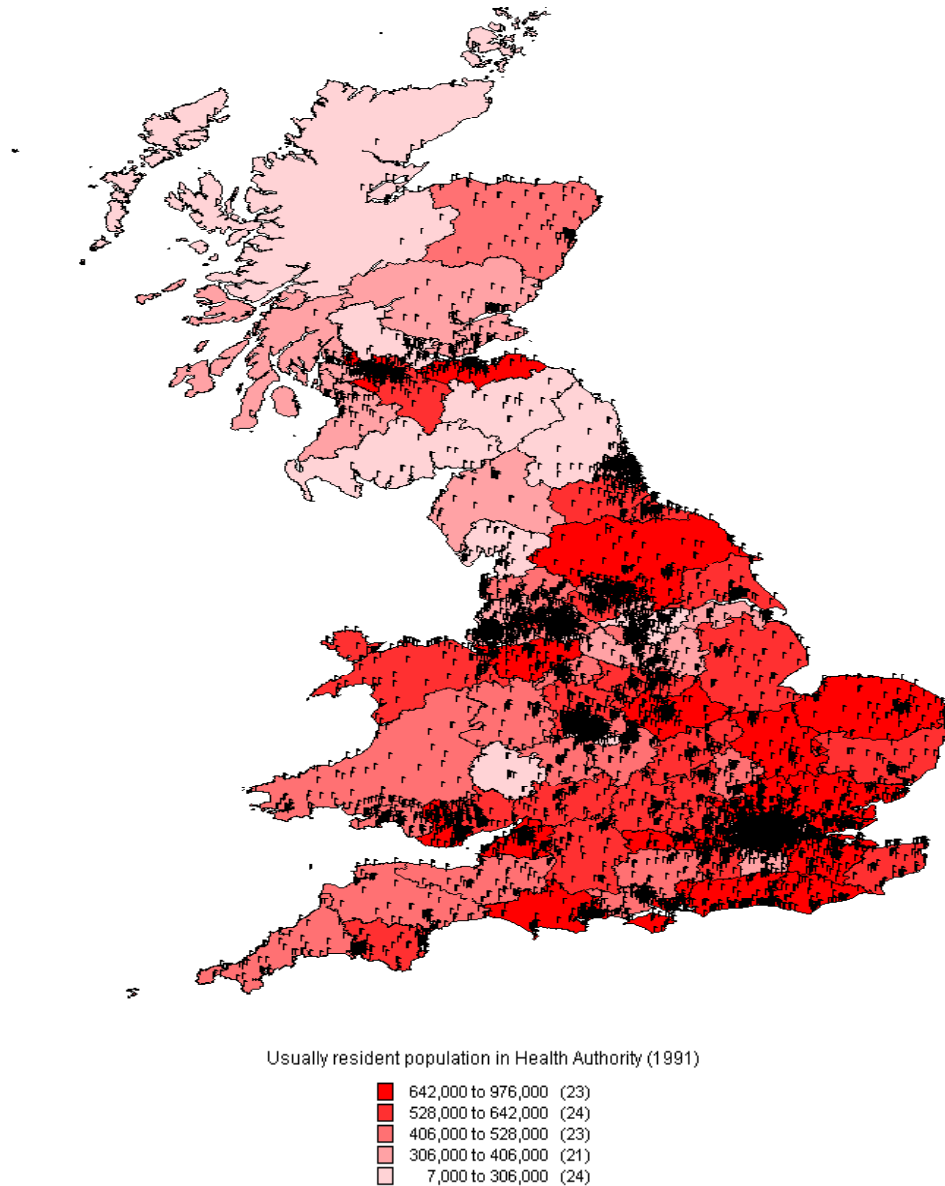 Usually resident population in Health Authority (1991)
642,000 to 976,000 (23)
528,000 to 642,000 (24)
406,000 to 528,000 (23)
306,000 to 406,000 (21)
7,000 to 306,000 (24)